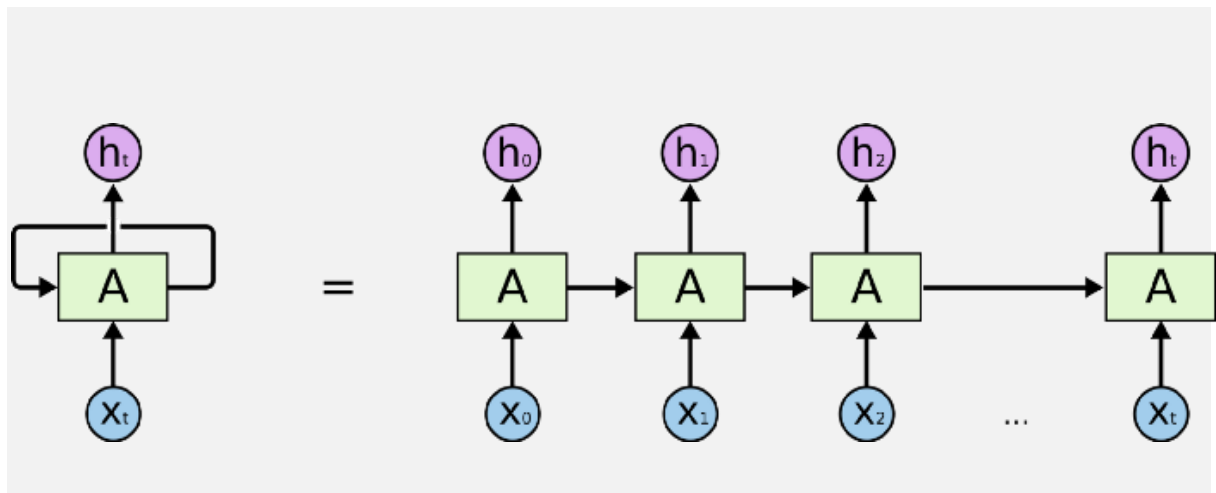 hₜ h₀ h₁ h₂ hₜ
A = A A A A
xₜ x₀ x₁ x₂ ... xₜ